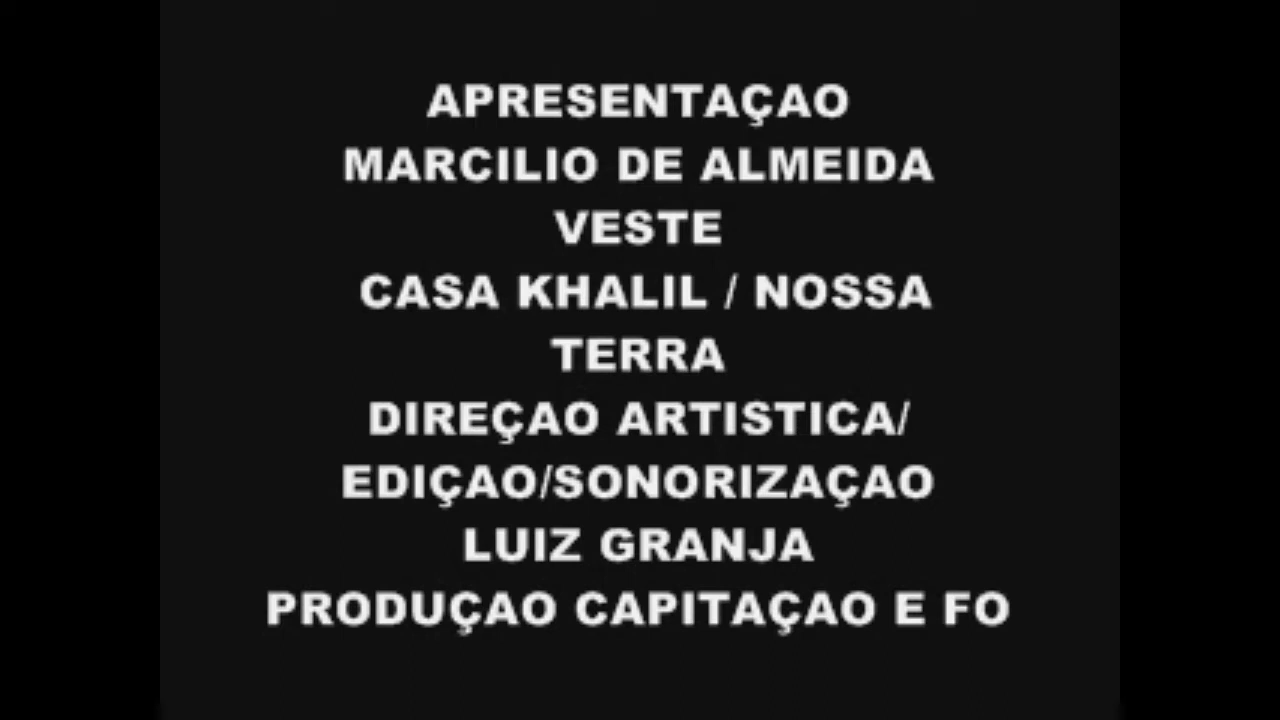 APRESENTAÇAO
MARCILIO DE ALMEIDA
VESTE
CASA KHALIL / NOSSA
TERRA
DIREÇAO ARTISTICA/
EDIÇAO/SONORIZAÇAO
LUIZ GRANJA
PRODUÇAO CAPITAÇAO E FO